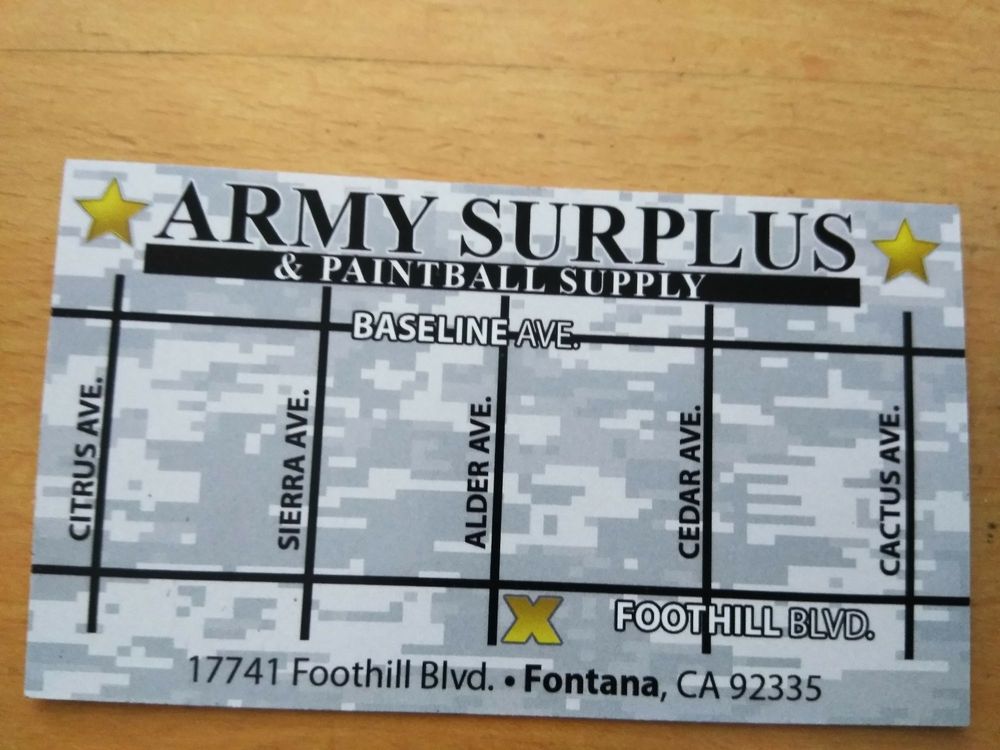 ARMY SURPLUS
& PAINTBALL SUPPLY
BASELINE AVE.
CITRUS AVE.
SIERRA AVE.
ALDER AVE.
CEDAR AVE.
CACTUS AVE.
X
FOOTHILL BLVD.
17741 Foothill Blvd. • Fontana, CA 92335